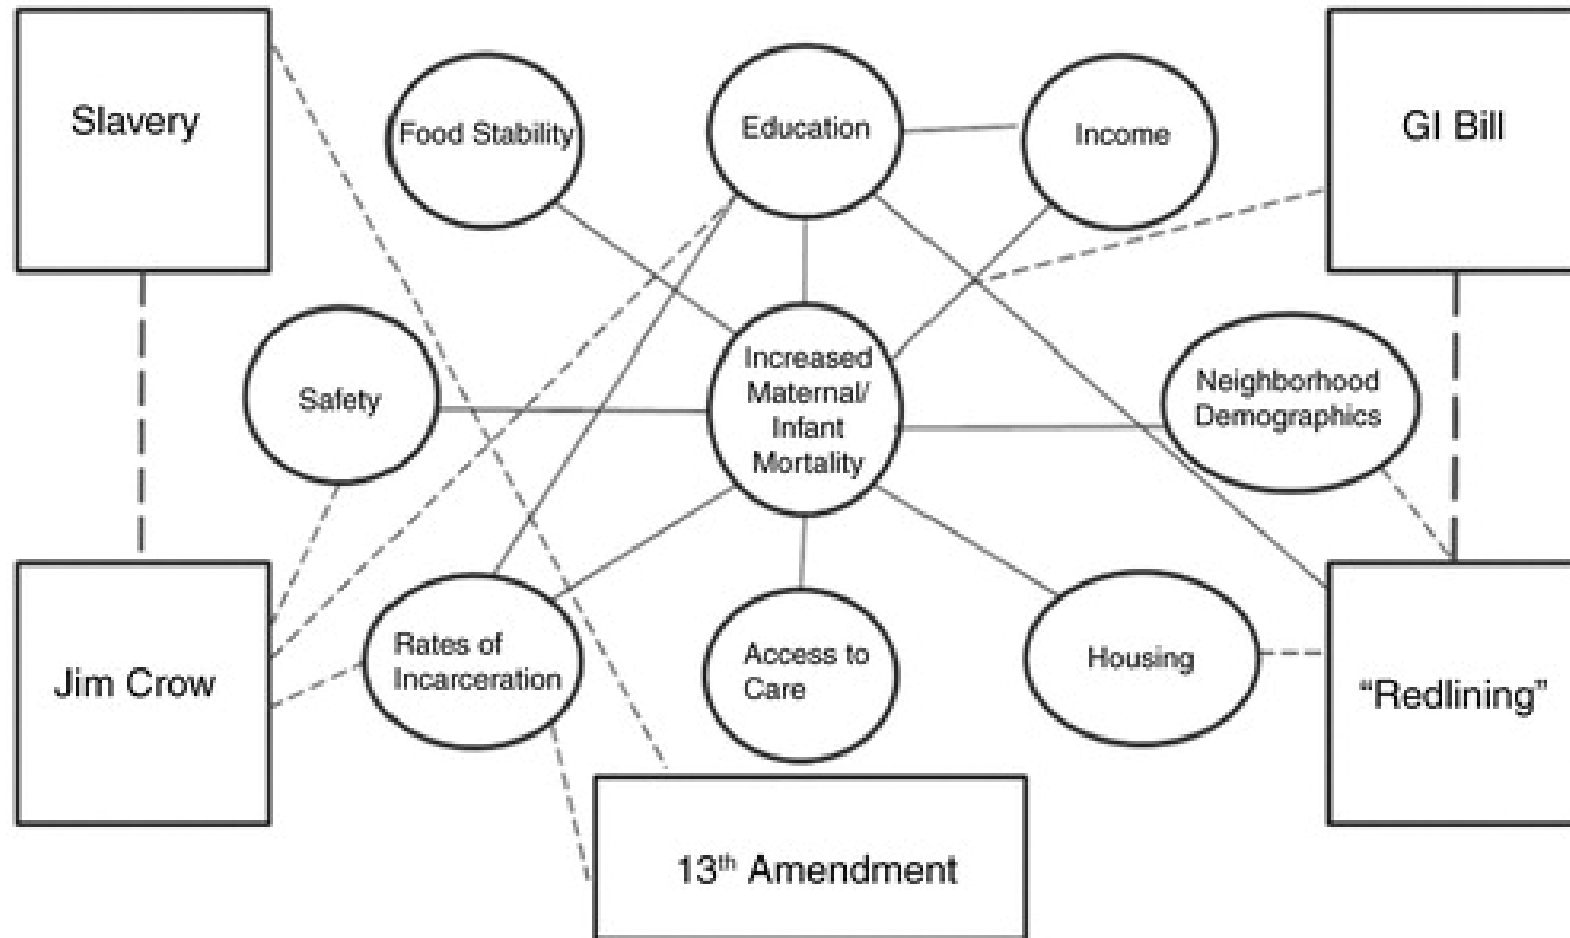 Slavery
Food Stability
Education
Income
GI Bill
Safety
Increased
Maternal/
Infant
Mortality
Neighborhood
Demographics
Jim Crow
Rates of
Incarceration
Access to
Care
Housing
“Redlining”
13th Amendment